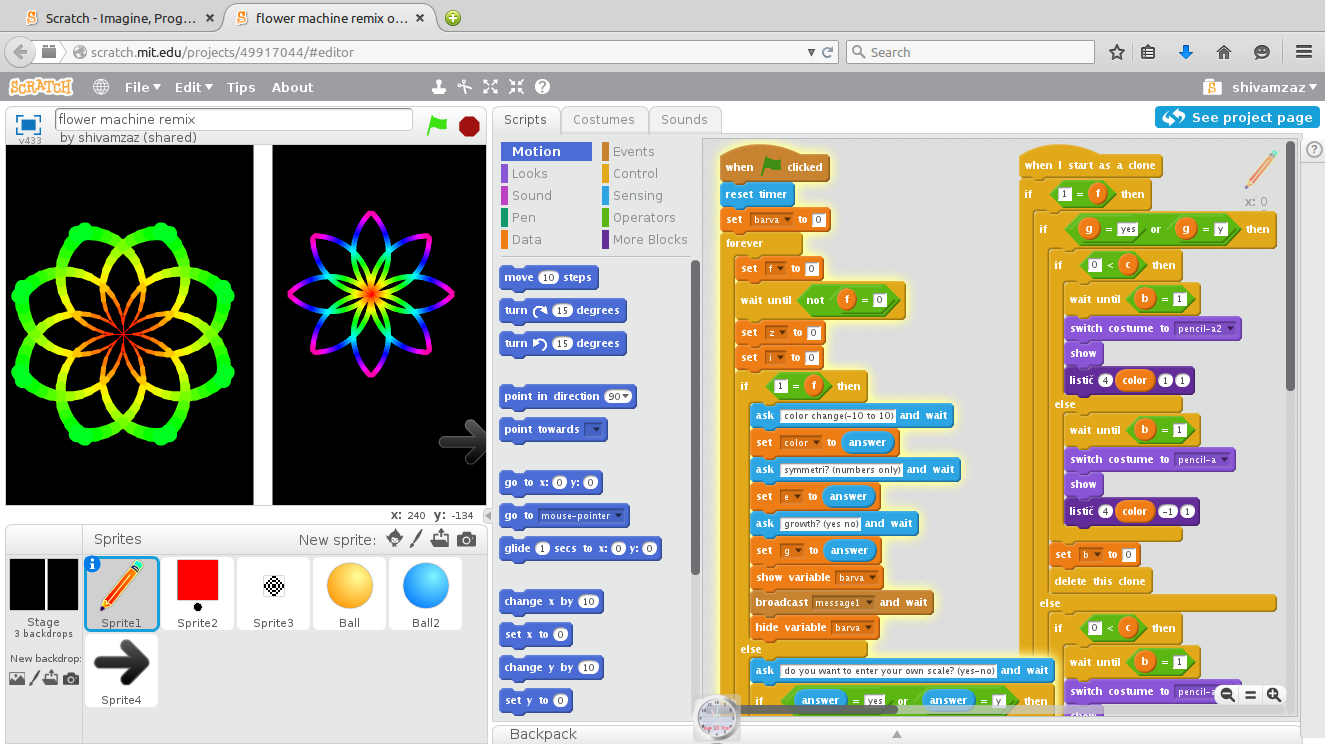 Scratch - Imagine, Prog...
flower machine remix o...
scratch.mit.edu/projects/49917044/#editor
Search
SCRATCH
File
Edit
Tips
About
shivamzaz
flower machine remix
by shivamzaz (shared)
v433
Scripts
Costumes
Sounds
See project page
x: 240 y: -134
Sprites
New sprite:
Stage
3 backdrops
New backdrop:
Sprite1
Sprite2
Sprite3
Ball
Ball2
Sprite4
Motion
Looks
Sound
Pen
Data
Events
Control
Sensing
Operators
More Blocks
move 10 steps
turn 15 degrees
turn 15 degrees
point in direction 90
point towards
go to x: 0 y: 0
go to mouse-pointer
glide 1 secs to x: 0 y: 0
change x by 10
set x to 0
change y by 10
set y to 0
when clicked
reset timer
set barva to 0
forever
set f to 0
wait until not f = 0
set z to 0
set i to 0
if 1 = f then
ask color change(-10 to 10) and wait
set color to answer
ask symmetri? (numbers only) and wait
set e to answer
ask growth? (yes no) and wait
set g to answer
show variable barva
broadcast message1 and wait
hide variable barva
else
ask do you want to enter your own scale? (yes-no) and wait
if answer = yes or answer = y then
when I start as a clone
if 1 = f then
if g = yes or g = y then
if 0 < c then
wait until b = 1
switch costume to pencil-a2
show
listič 4 color 1 1
else
wait until b = 1
switch costume to pencil-a
show
listič 4 color -1 1
set b to 0
delete this clone
else
if 0 < c then
wait until b = 1
switch costume to pencil-a
x: 0
Backpack